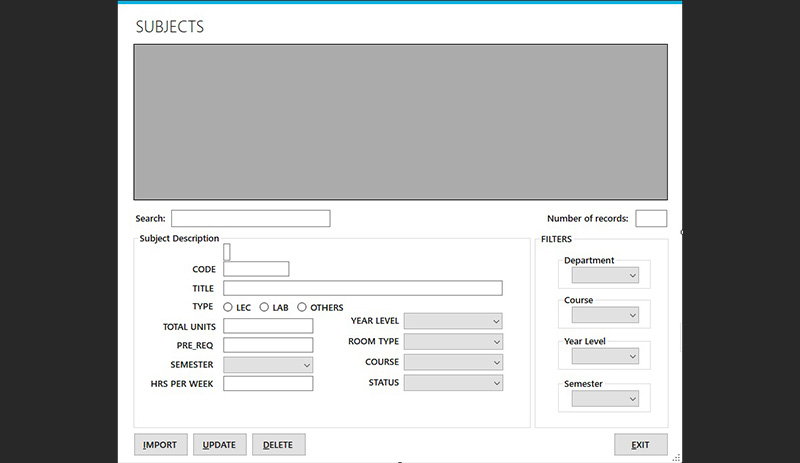 SUBJECTS
Search:
Number of records:
Subject Description
CODE
TITLE
TYPE LEC LAB OTHERS
TOTAL UNITS
PRE_REQ
SEMESTER
HRS PER WEEK
YEAR LEVEL
ROOM TYPE
COURSE
STATUS
FILTERS
Department
Course
Year Level
Semester
IMPORT UPDATE DELETE EXIT